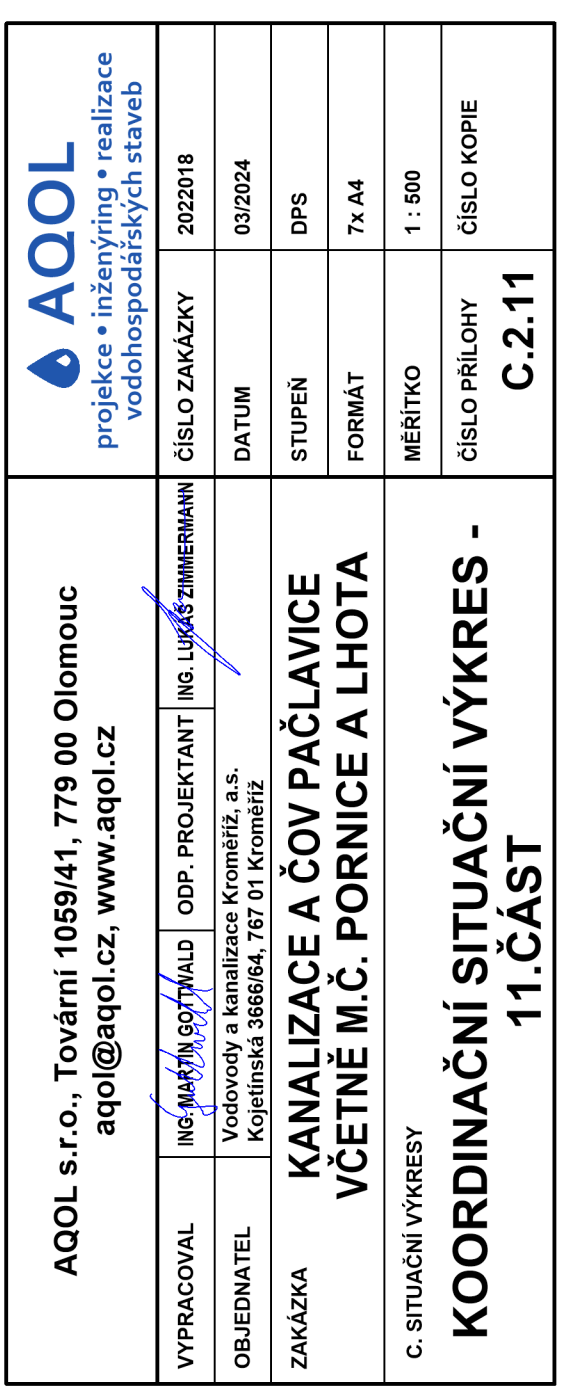 AQOL s.r.o., Tovární 1059/41, 779 00 Olomouc
aqol@aqol.cz, www.aqol.cz
AQOL
projekce • inženýring • realizace
vodohospodářských staveb
VYPRACOVAL
ING. MARTIN GOTTWALD
ODP. PROJEKTANT
ING. LUKÁŠ ZIMMERMANN
ČÍSLO ZAKÁZKY
2022018
OBJEDNATEL
Vodovody a kanalizace Kroměříž, a.s.
Kojetínská 3666/64, 767 01 Kroměříž
DATUM
03/2024
ZAKÁZKA
KANALIZACE A ČOV PAČLAVICE
VČETNĚ M.Č. PORNICE A LHOTA
STUPEŇ
DPS
FORMÁT
7x A4
C. SITUAČNÍ VÝKRESY
KOORDINAČNÍ SITUAČNÍ VÝKRES -
11.ČÁST
MĚŘÍTKO
1 : 500
ČÍSLO PŘÍLOHY
C.2.11
ČÍSLO KOPIE